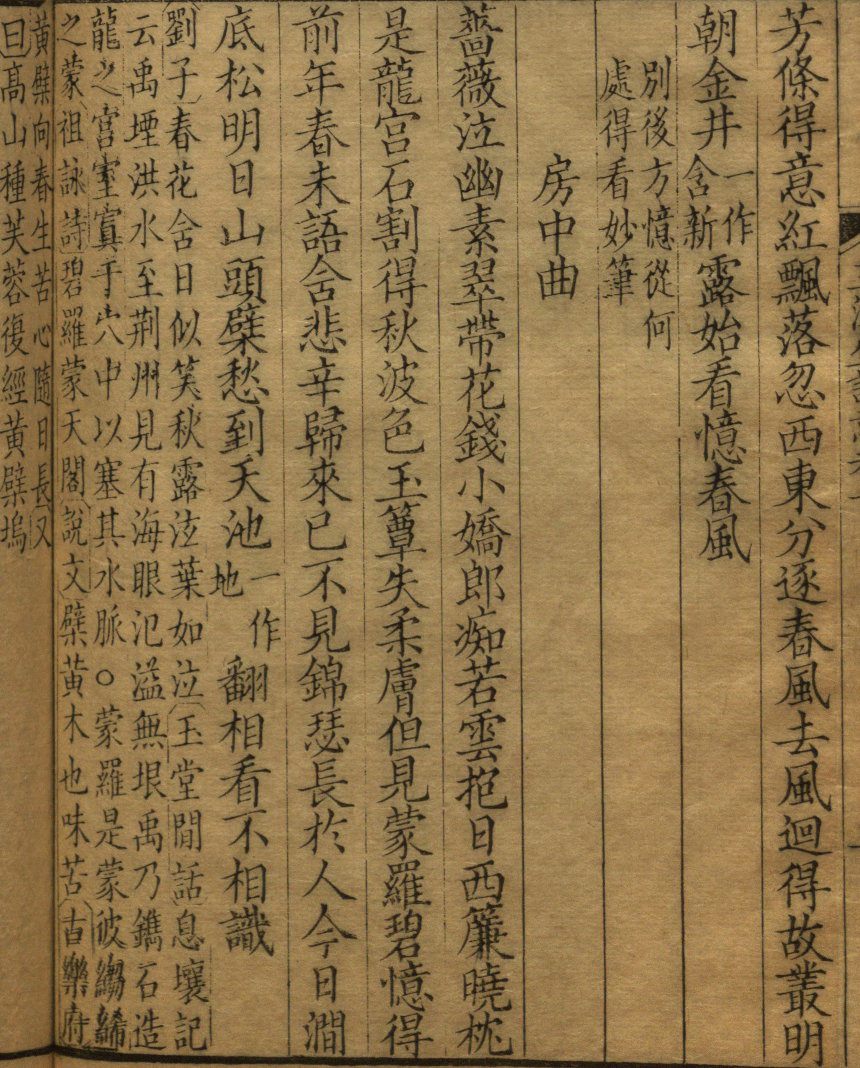 芳條得意紅飄落忽西東分逐春風去風迴得故叢明
朝金井一作含新露始看憶春風
別後方憶從何
處得看妙筆
房中曲
薔薇泣幽素翠帶花錢小嬌郎痴若雲抱日西簾曉枕
是龍宮石割得秋波色玉簟失柔膚但見蒙羅碧憶得
前年春未語含悲辛歸來已不見錦瑟長於人今日澗
底松明日山頭檗愁到天池一作地翻相看不相識
劉子春花含日似笑秋露泫葉如泣玉堂閒話息壤記
云禹堙洪水至荆州見有海眼氾溢無垠禹乃鐫石造
龍之宮室寘于穴中以塞其水脈○蒙羅是蒙彼縐絺
之蒙祖詠詩碧羅蒙天閣說文檗黃木也味苦古樂府
黃檗向春生苦心隨日長又
曰高山種芙蓉復經黃檗塢